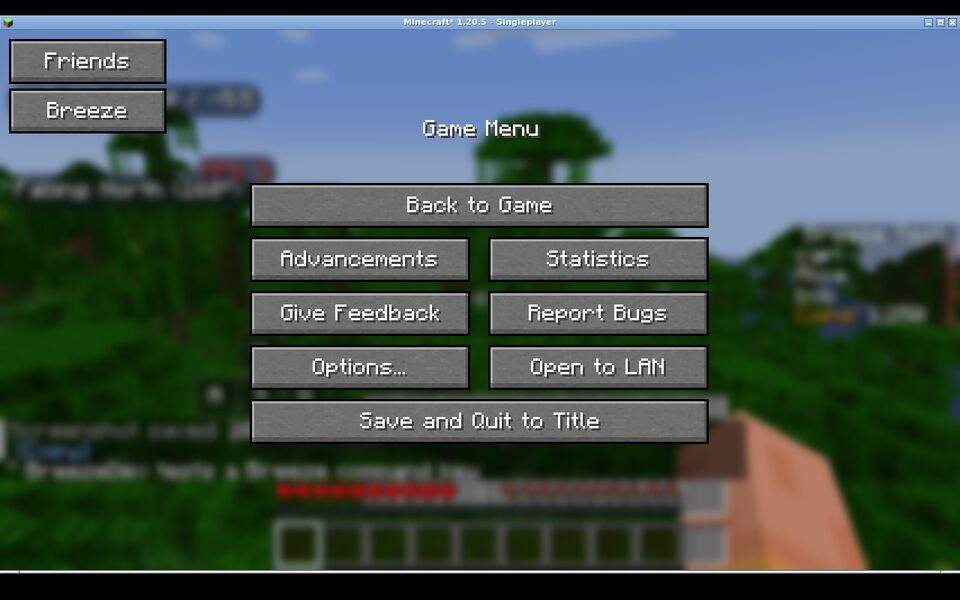 Minecraft* 1.20.5 - Singleplayer
Friends
Breeze
Game Menu
Back to Game
Advancements
Statistics
Give Feedback
Report Bugs
Options...
Open to LAN
Save and Quit to Title